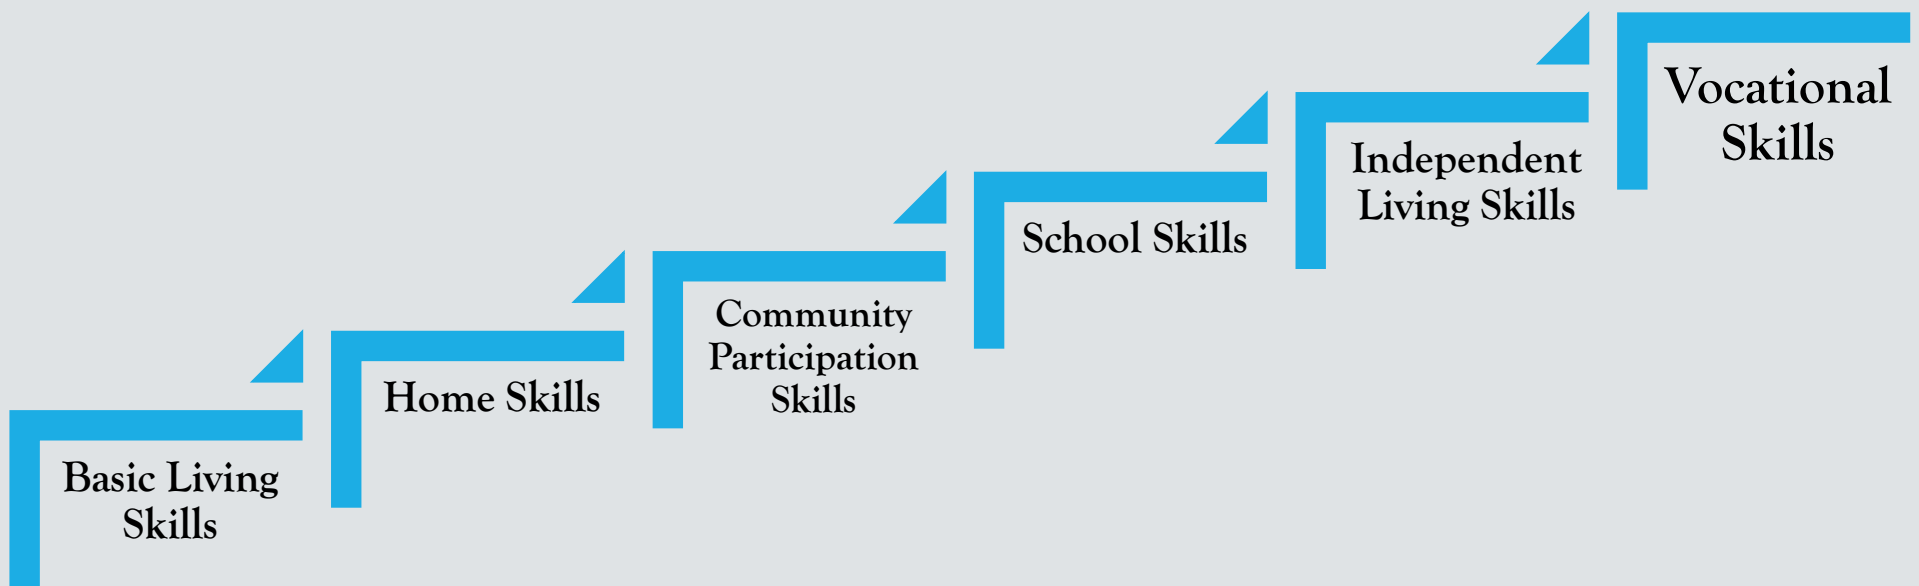 Basic Living
Skills
Home Skills
Community
Participation
Skills
School Skills
Independent
Living Skills
Vocational
Skills